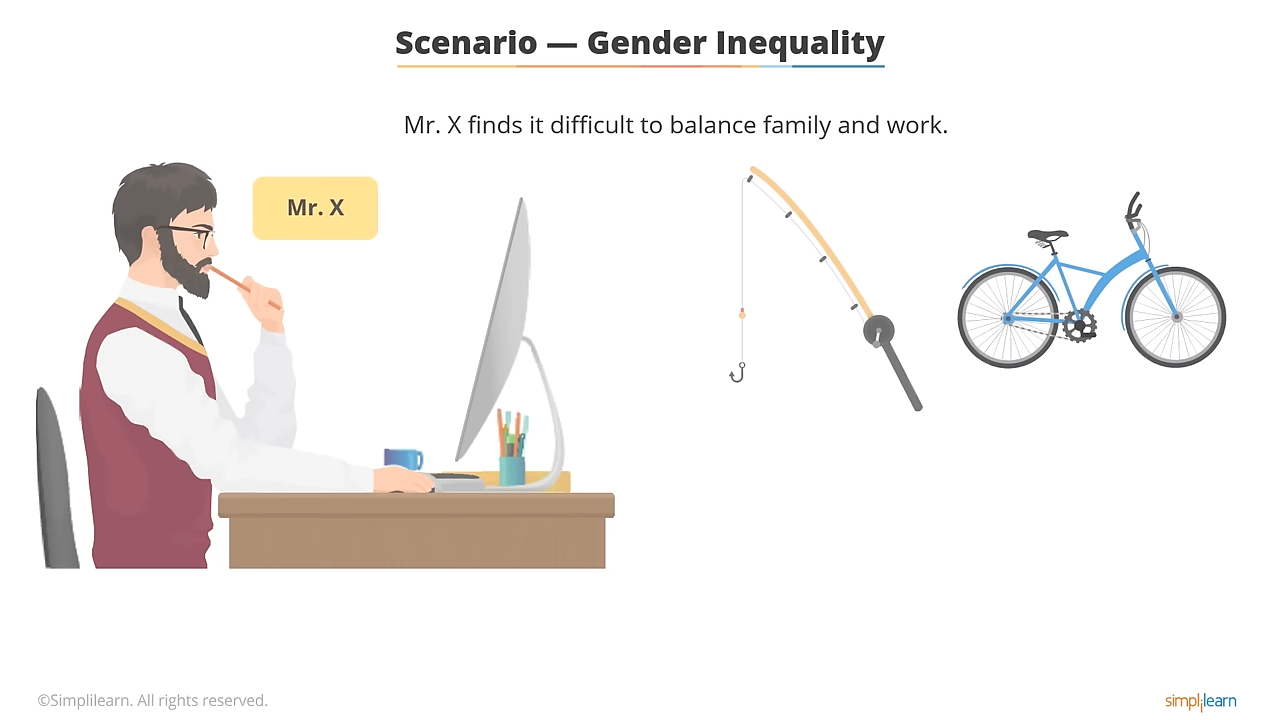 Scenario — Gender Inequality
Mr. X finds it difficult to balance family and work.
Mr. X
©Simplilearn. All rights reserved.
simplilearn